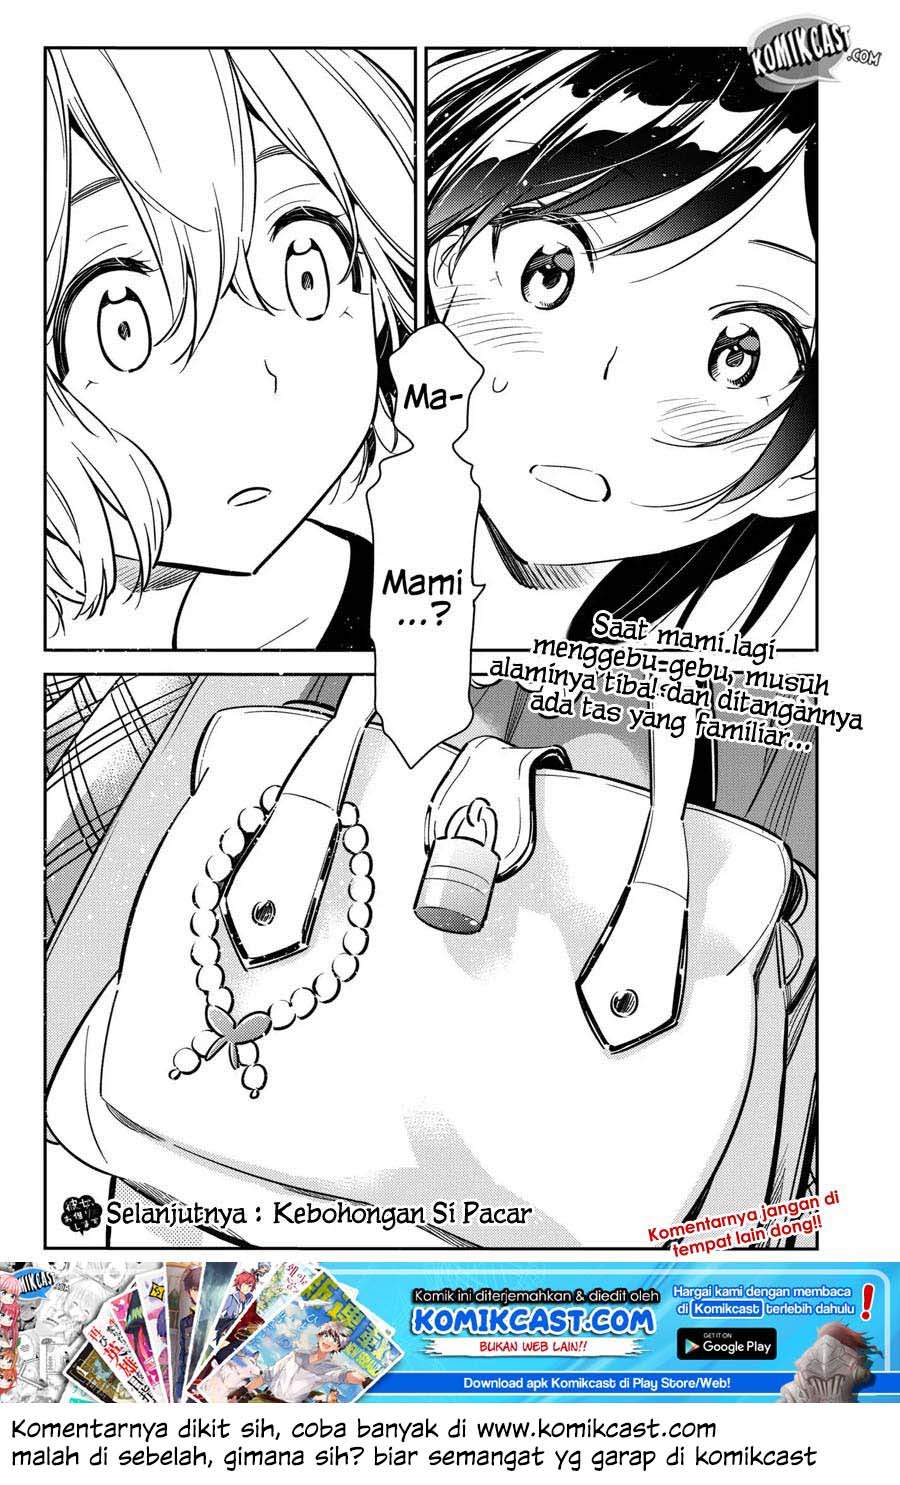 KOMIKCAST.COM
Ma-
Mami
...?
Saat mami lagi
menggebu-gebu, musuh
alaminya tiba! dan ditangannya
ada tas yang familiar...
Selanjutnya : Kebohongan Si Pacar
Komentarnya jangan di
tempat lain dong!!
Komik ini diterjemahkan & diedit oleh
KOMIKCAST.COM
BUKAN WEB LAIN!!
Hargai kami dengan membaca
di Komikcast terlebih dahulu
!
GET IT ON
Google Play
Download apk Komikcast di Play Store/Web!
Komentarnya dikit sih, coba banyak di www.komikcast.com
malah di sebelah, gimana sih? biar semangat yg garap di komikcast